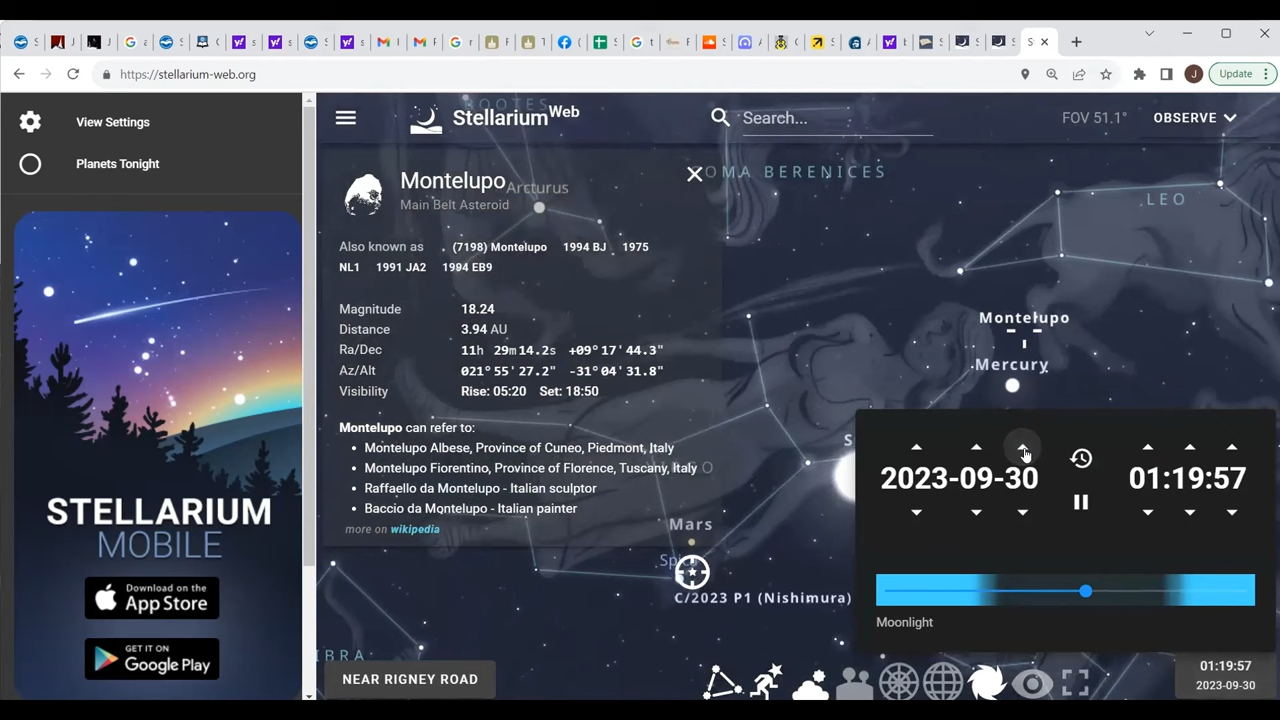 https://stellarium-web.org
J
Update
View Settings
Planets Tonight
STELLARIUM
MOBILE
Download on the
App Store
GET IT ON
Google Play
BOOTES
Stellarium Web
Search...
FOV 51.1°
OBSERVE
OMA BERENICES
LEO
Montelupo
Arcturus
Main Belt Asteroid
Also known as (7198) Montelupo 1994 BJ 1975
NL1 1991 JA2 1994 EB9
Magnitude 18.24
Distance 3.94 AU
Ra/Dec 11h 29m 14.2s +09° 17' 44.3"
Az/Alt 021° 55' 27.2" -31° 04' 31.8"
Visibility Rise: 05:20 Set: 18:50
Montelupo can refer to:
• Montelupo Albese, Province of Cuneo, Piedmont, Italy
• Montelupo Fiorentino, Province of Florence, Tuscany, Italy
• Raffaello da Montelupo - Italian sculptor
• Baccio da Montelupo - Italian painter
more on wikipedia
Montelupo
Mercury
S
O
Mars
Spica
C/2023 P1 (Nishimura)
IBRA
NEAR RIGNEY ROAD
2023-09-30
01:19:57
Moonlight
01:19:57
2023-09-30